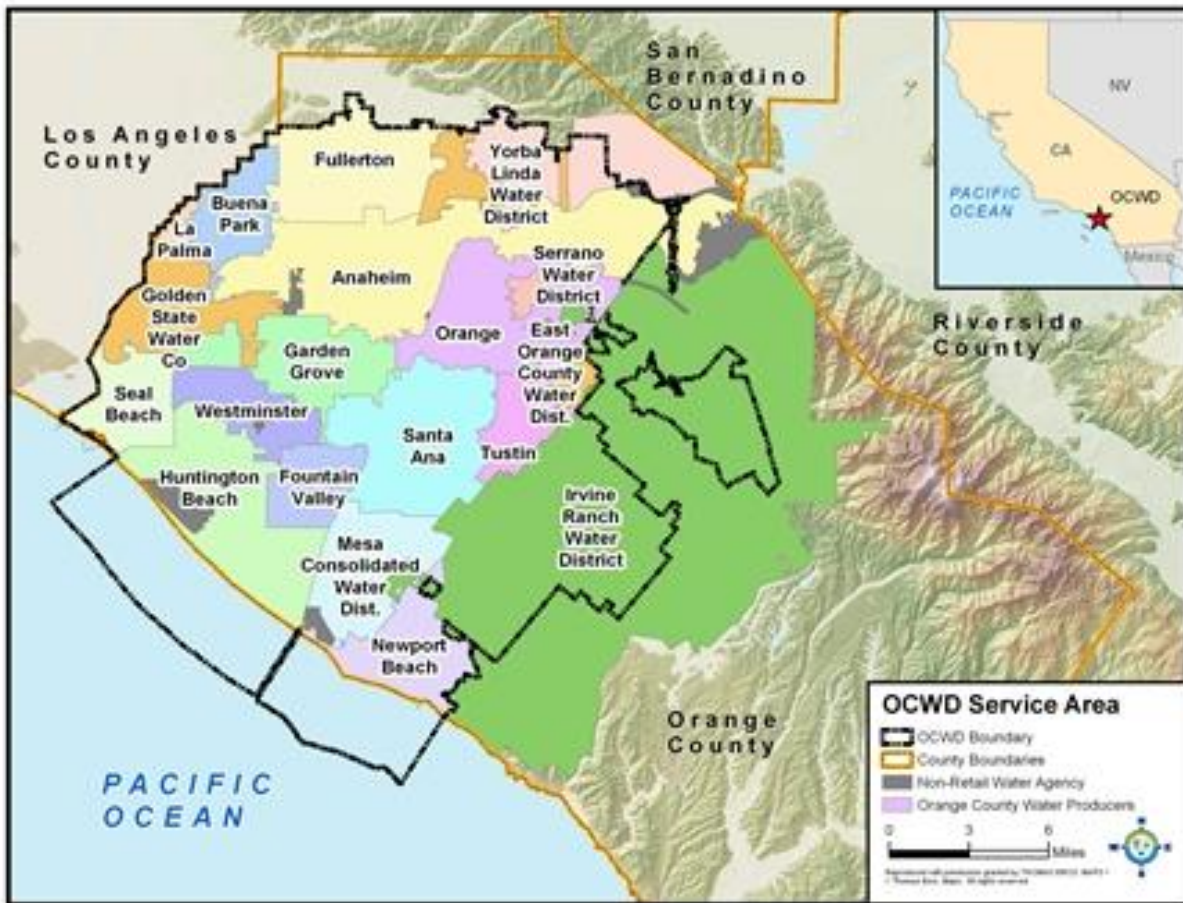 San
Bernadino
County
Los Angeles
County
NV
CA
PACIFIC
OCEAN
OCWD
Mexico
Fullerton
Yorba
Linda
Water
District
Buena
Park
La
Palma
Anaheim
Serrano
Water
District
Golden
State
Water
Co
Orange
East
Orange
County
Water
Dist.
Riverside
County
Garden
Grove
Seal
Beach
Westminster
Santa
Ana
Tustin
Huntington
Beach
Fountain
Valley
Irvine
Ranch
Water
District
Mesa
Consolidated
Water
Dist.
Newport
Beach
Orange
County
PACIFIC
OCEAN
OCWD Service Area
OCWD Boundary
County Boundaries
Non-Retail Water Agency
Orange County Water Producers
0 3 6
Miles